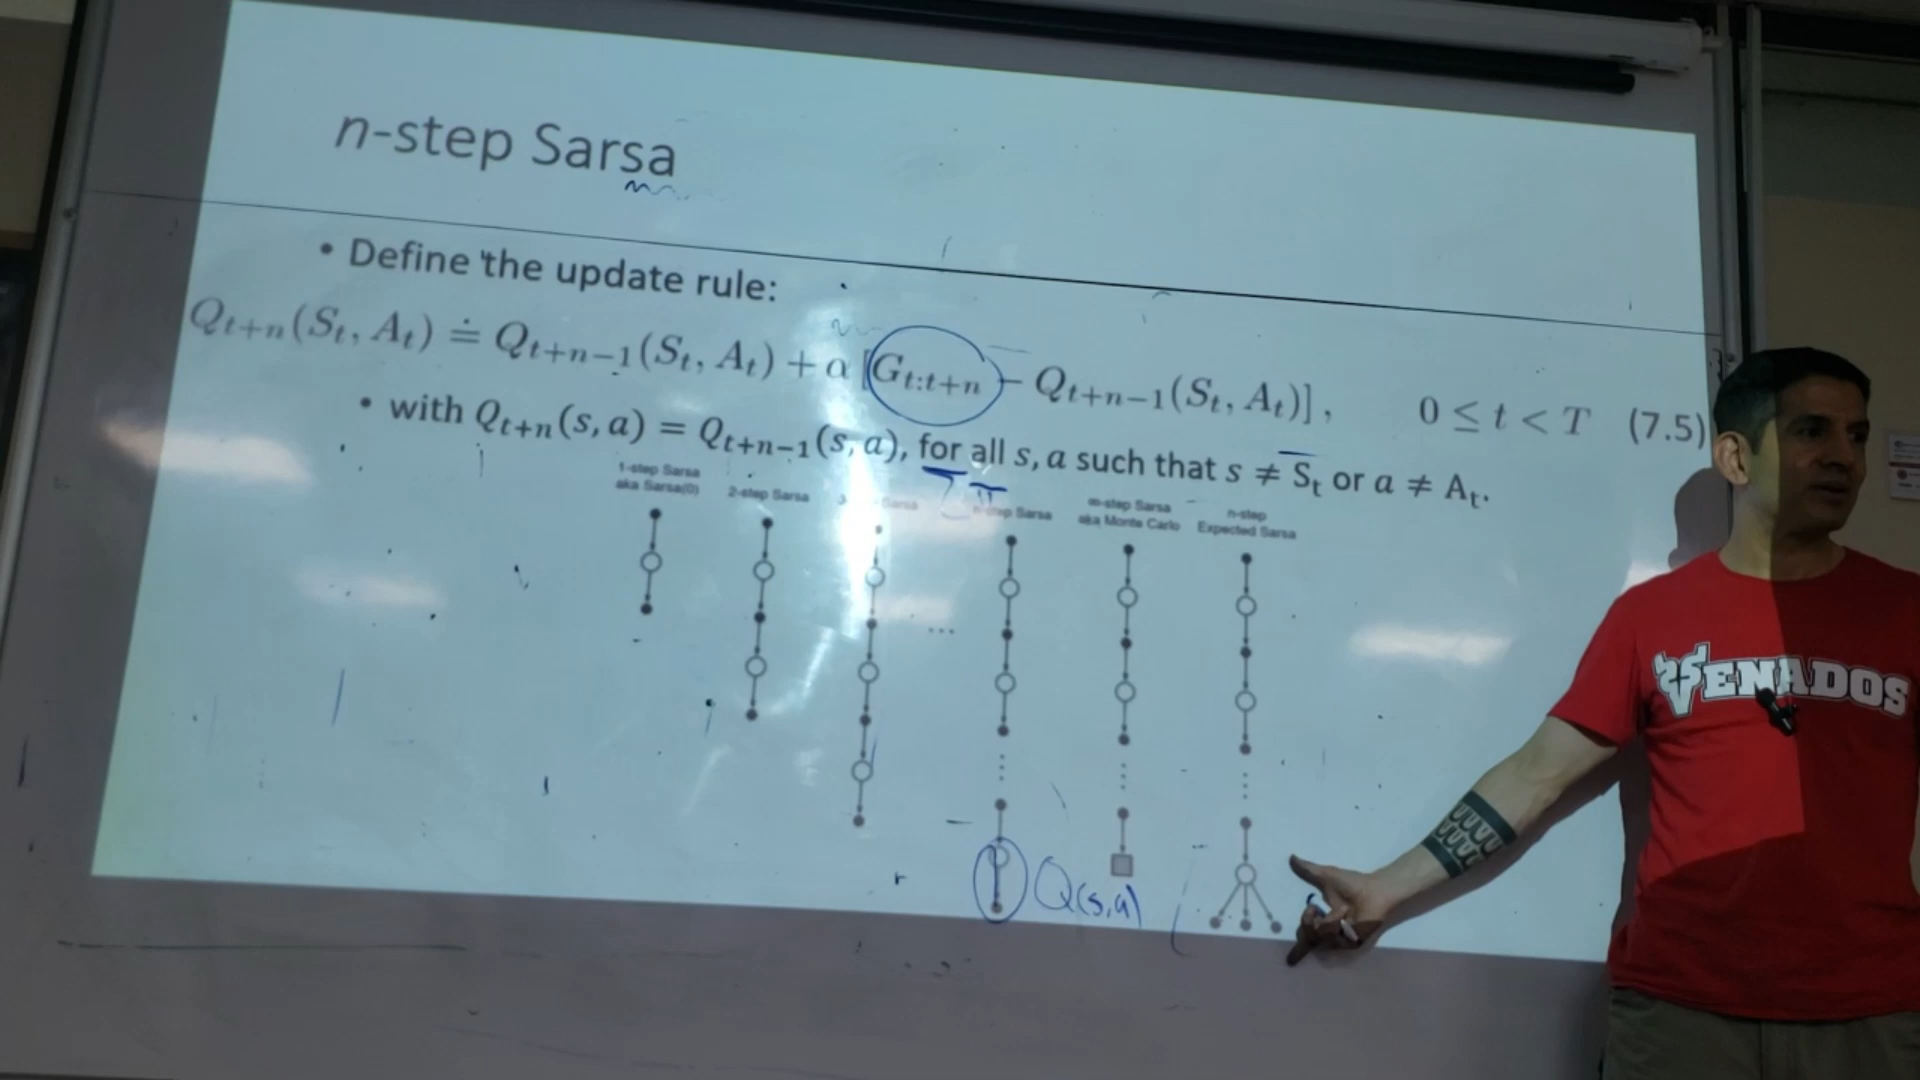 n-step Sarsa
• Define the update rule:
Q_{t+n}(S_t, A_t) ≐ Q_{t+n−1}(S_t, A_t) + α [G_{t:t+n} − Q_{t+n−1}(S_t, A_t)] , 0 ≤ t < T (7.5)
• with Q_{t+n}(s, a) = Q_{t+n−1}(s, a), for all s, a such that s ≠ S_t or a ≠ A_t.
1-step Sarsa
aka Sarsa(0)
2-step Sarsa
3 Sarsa
n-step Sarsa
∞-step Sarsa
aka Monte Carlo
n-step
Expected Sarsa
...
Q(s,a)
VENADOS